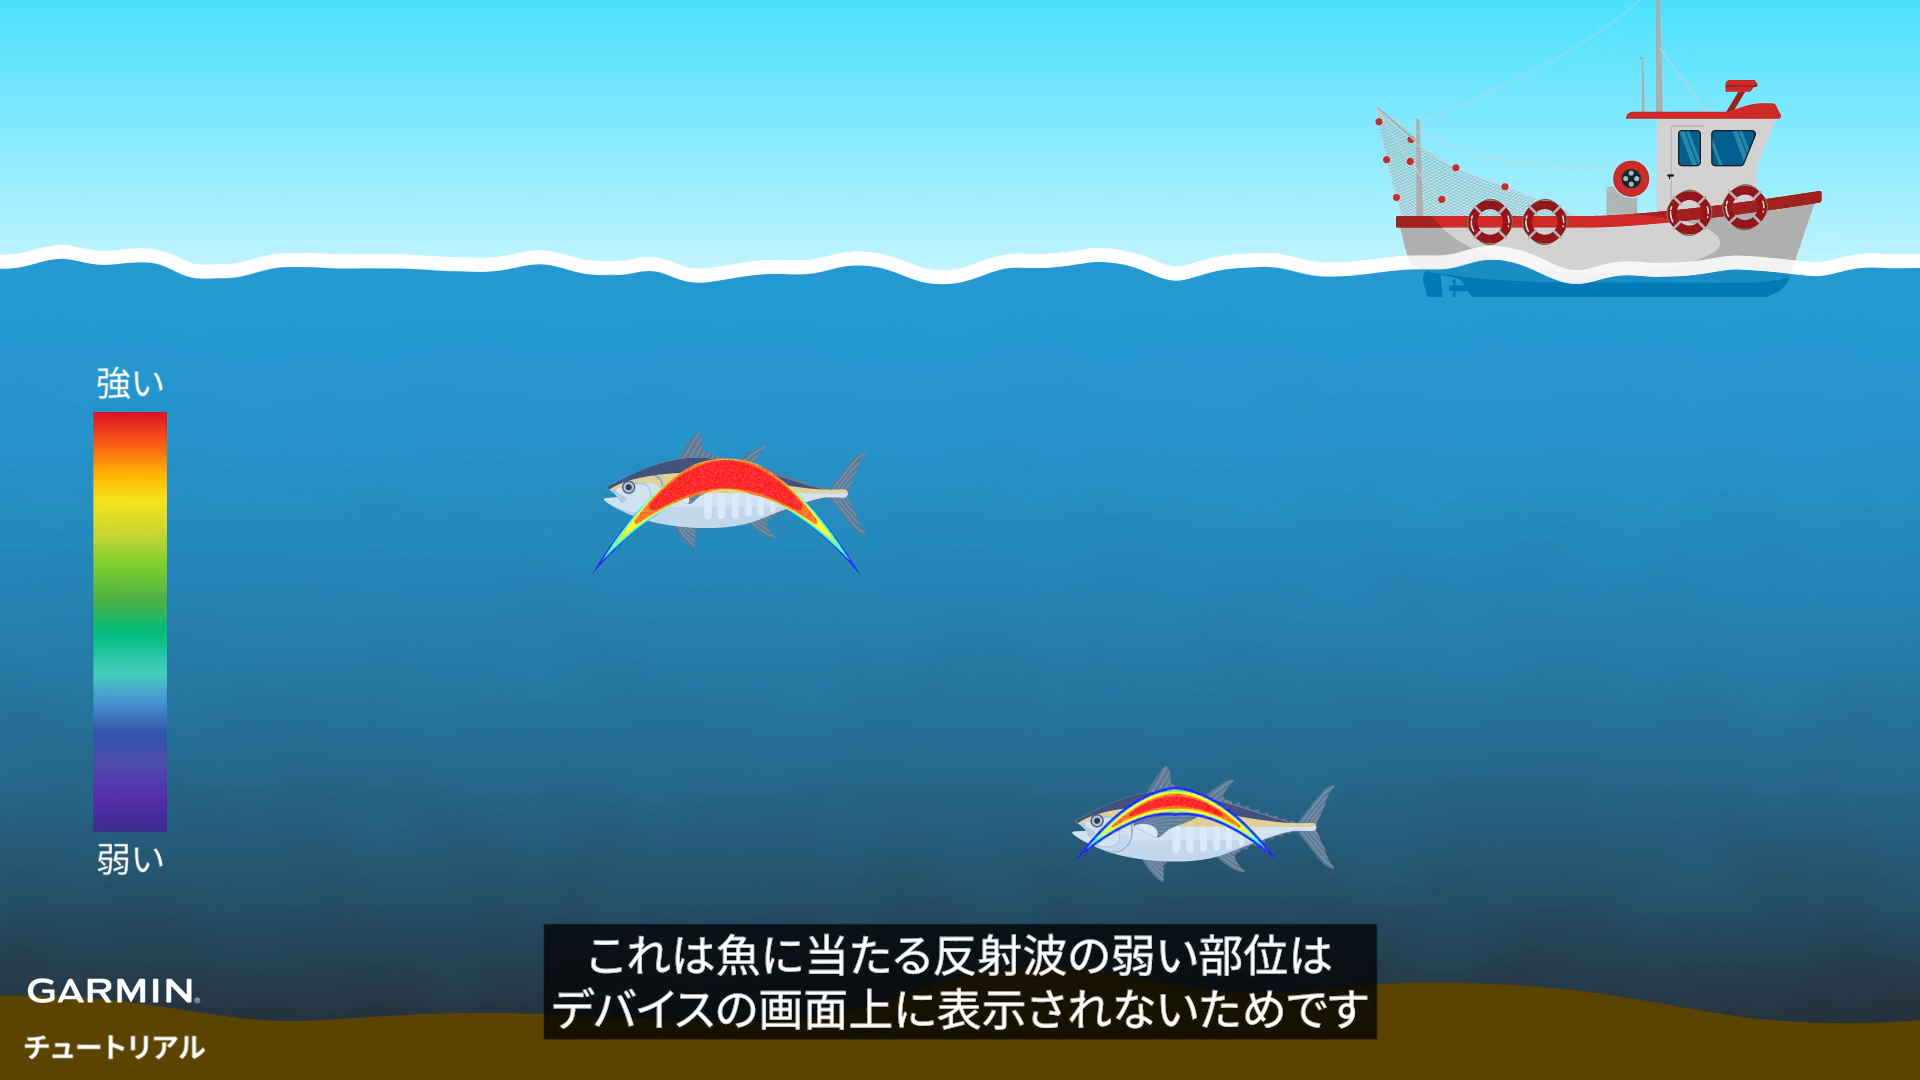 強い
弱い
これは魚に当たる反射波の弱い部位は
デバイスの画面上に表示されないためです
GARMIN®
チュートリアル